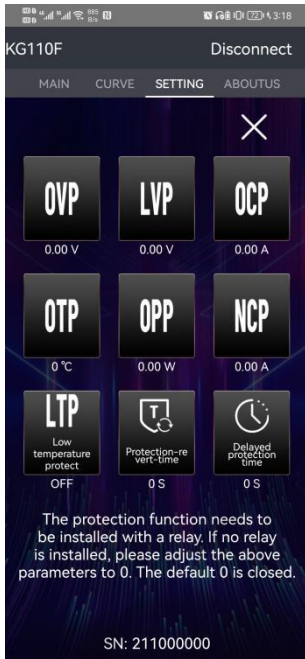 885 B/s 72 3:18
KG110F Disconnect
MAIN CURVE SETTING ABOUTUS
OVP LVP OCP
0.00 V 0.00 V 0.00 A
OTP OPP NCP
0 °C 0.00 W 0.00 A
LTP
Low
temperature
protect
T
Protection-re
vert-time
Delayed
protection
time
OFF 0 S 0 S
The protection function needs to
be installed with a relay. If no relay
is installed, please adjust the above
parameters to 0. The default 0 is closed.
SN: 211000000